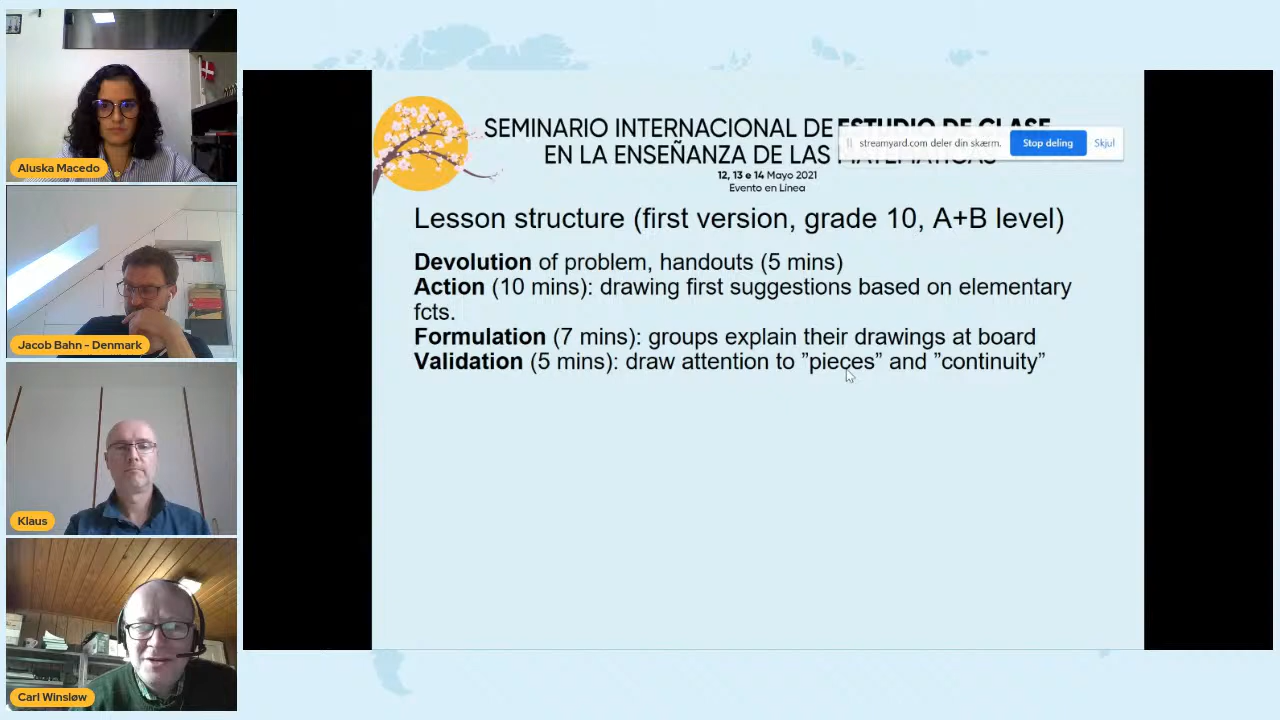 Aluska Macedo
Jacob Bahn - Denmark
Klaus
Carl Winsløw
SEMINARIO INTERNACIONAL DE ESTUDIO DE CLASE
EN LA ENSEÑANZA DE LAS MATEMÁTICAS
12, 13 e 14 Mayo 2021
Evento en Línea
streamyard.com deler din skærm.
Stop deling
Skjul
Lesson structure (first version, grade 10, A+B level)
Devolution of problem, handouts (5 mins)
Action (10 mins): drawing first suggestions based on elementary
fcts.
Formulation (7 mins): groups explain their drawings at board
Validation (5 mins): draw attention to ”pieces” and ”continuity”